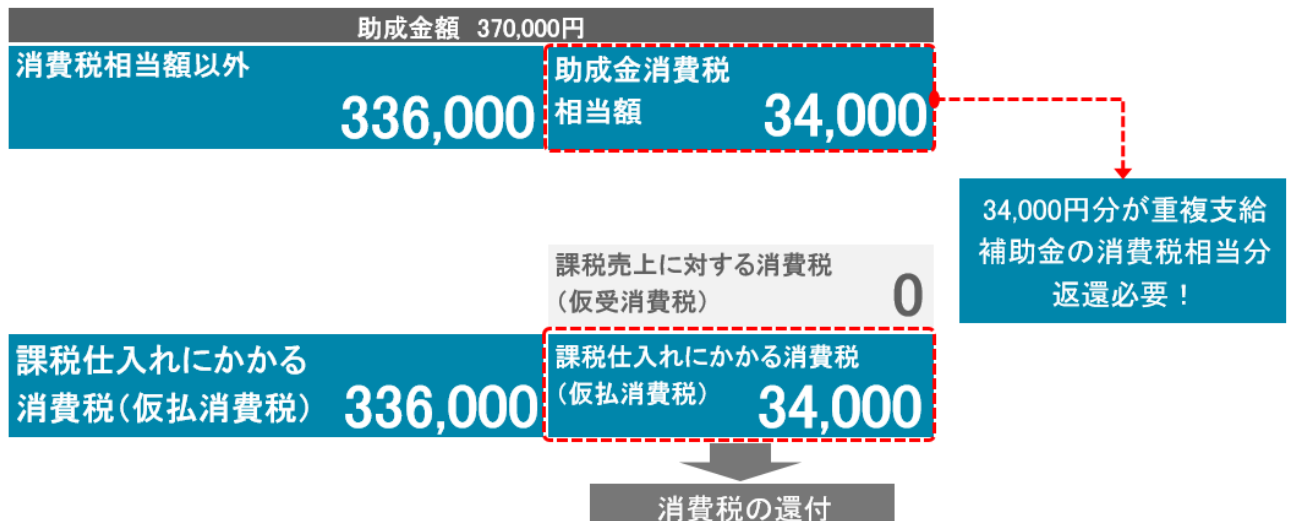 助成金額 370,000円
消費税相当額以外
336,000
助成金消費税
相当額 34,000
34,000円分が重複支給
補助金の消費税相当分
返還必要！
課税売上に対する消費税
（仮受消費税） 0
課税仕入れにかかる
消費税（仮払消費税） 336,000
課税仕入れにかかる消費税
（仮払消費税） 34,000
消費税の還付